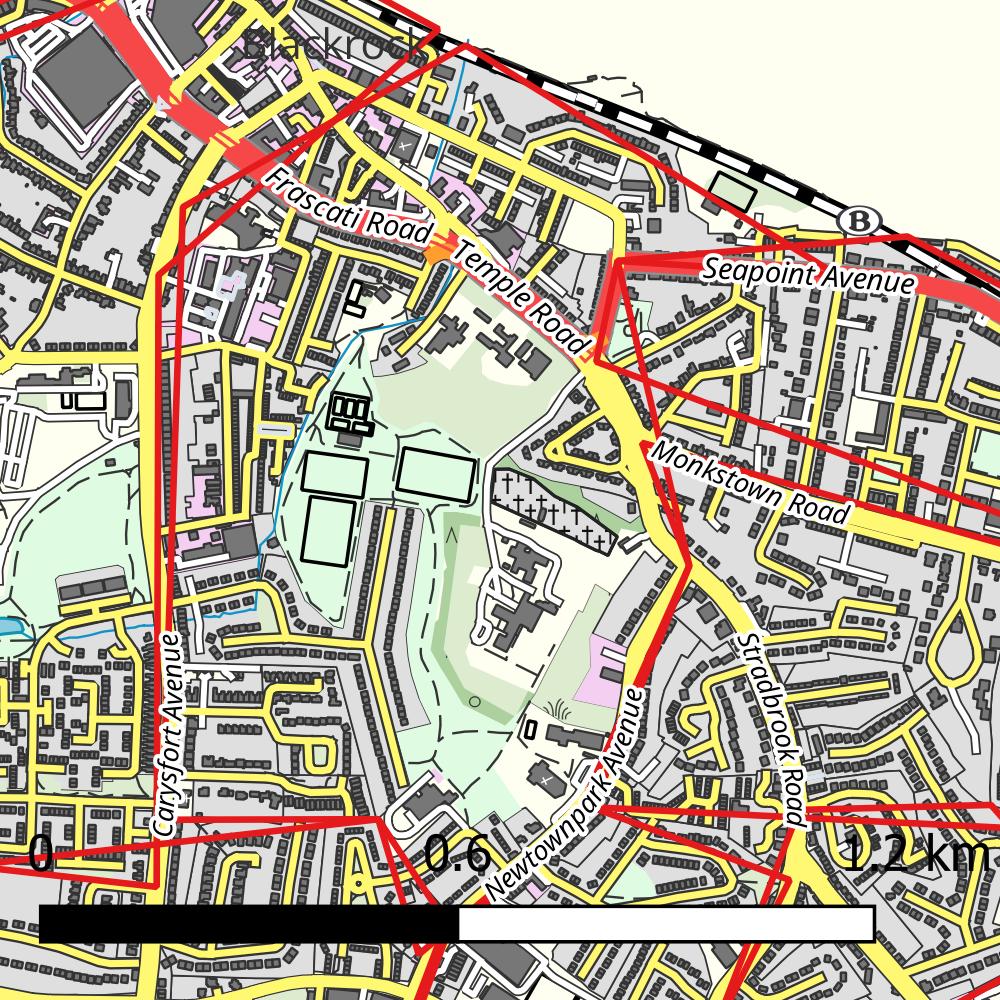 Blackrock
Frascati Road
Temple Road
B
Seapoint Avenue
Monkstown Road
Carysfort Avenue
Stradbrook Road
Newtownpark Avenue
0
0.6
1.2 km